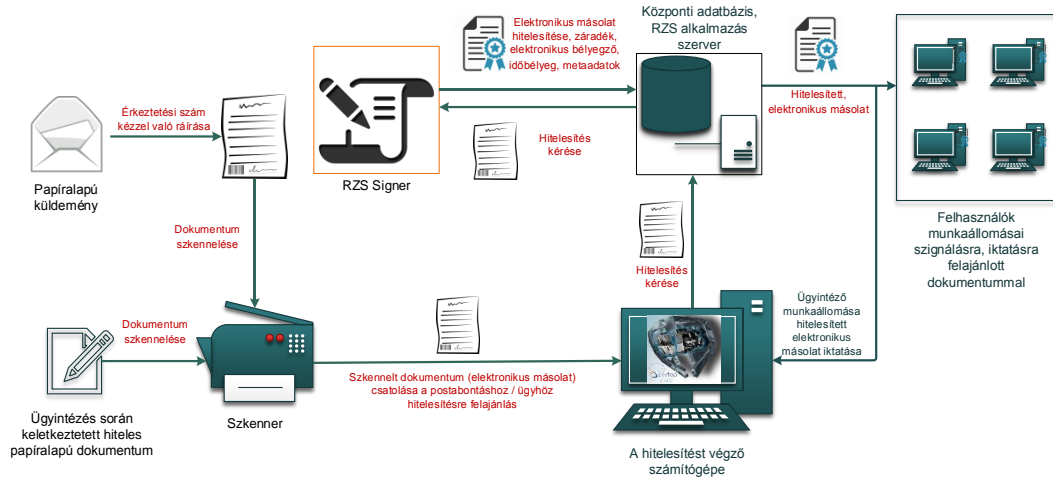 Elektronikus másolat
hitelesítése, záradék,
elektronikus bélyegző,
időbélyeg, metaadatok
Központi adatbázis,
RZS alkalmazás
szerver
Hitelesített,
elektronikus másolat
Érkeztetési szám
kézzel való ráírása
Papíralapú
küldemény
RZS Signer
Hitelesítés
kérése
Felhasználók
munkaállomásai
szignálásra, iktatásra
felajánlott
dokumentummal
Dokumentum
szkennelése
Hitelesítés
kérése
Dokumentum
szkennelése
Szkennelt dokumentum (elektronikus másolat)
csatolása a postabontáshoz / ügyhöz
hitelesítésre felajánlás
Ügyintéző
munkaállomása
hitelesített
elektronikus
másolat iktatása
Ügyintézés során
keletkeztetett hiteles
papíralapú dokumentum
Szkenner
A hitelesítést végző
számítógépe